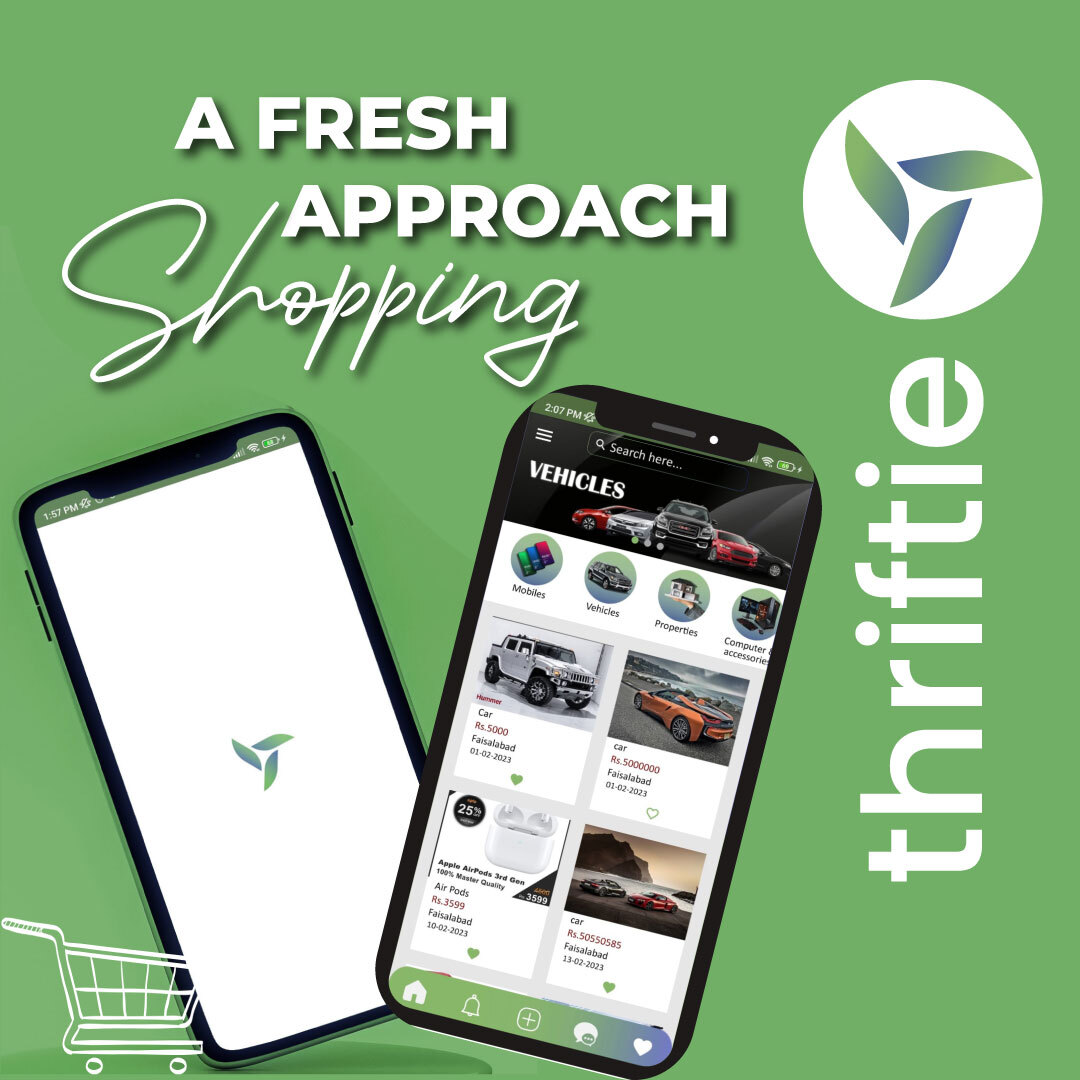 A FRESH
APPROACH
Shopping
thriftie
1:57 PM
2:07 PM
69
Search here...
VEHICLES
Mobiles
Vehicles
Properties
Computer &
accessories
Hummer
Car
Rs.5000
Faisalabad
01-02-2023
car
Rs.5000000
Faisalabad
01-02-2023
25%
Apple AirPods 3rd Gen
100% Master Quality
4500
Rs 3599
Air Pods
Rs.3599
Faisalabad
10-02-2023
car
Rs.50550585
Faisalabad
13-02-2023